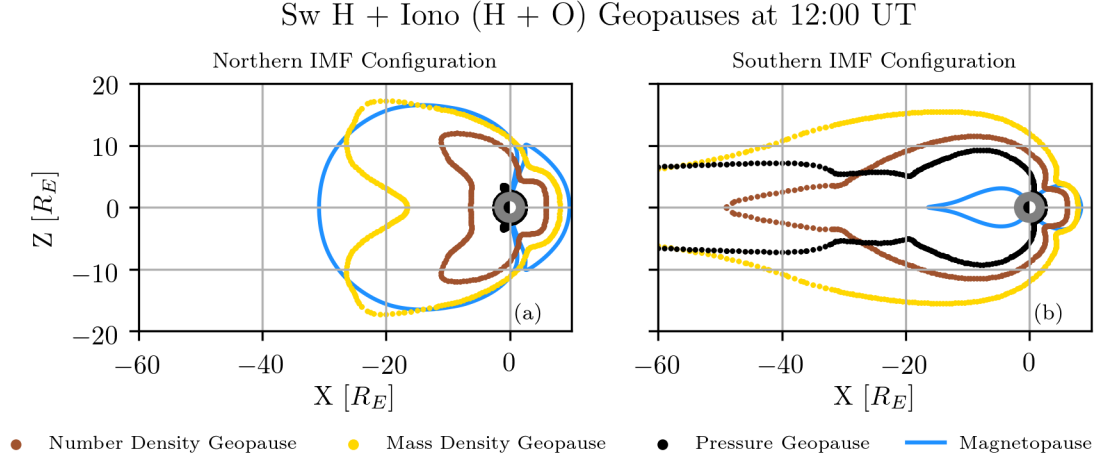 Sw H + Iono (H + O) Geopauses at 12:00 UT
Northern IMF Configuration
Southern IMF Configuration
20
10
0
−10
−20
Z [R_E]
(a)
(b)
−60 −40 −20 0
−60 −40 −20 0
X [R_E]
X [R_E]
Number Density Geopause
Mass Density Geopause
Pressure Geopause
Magnetopause